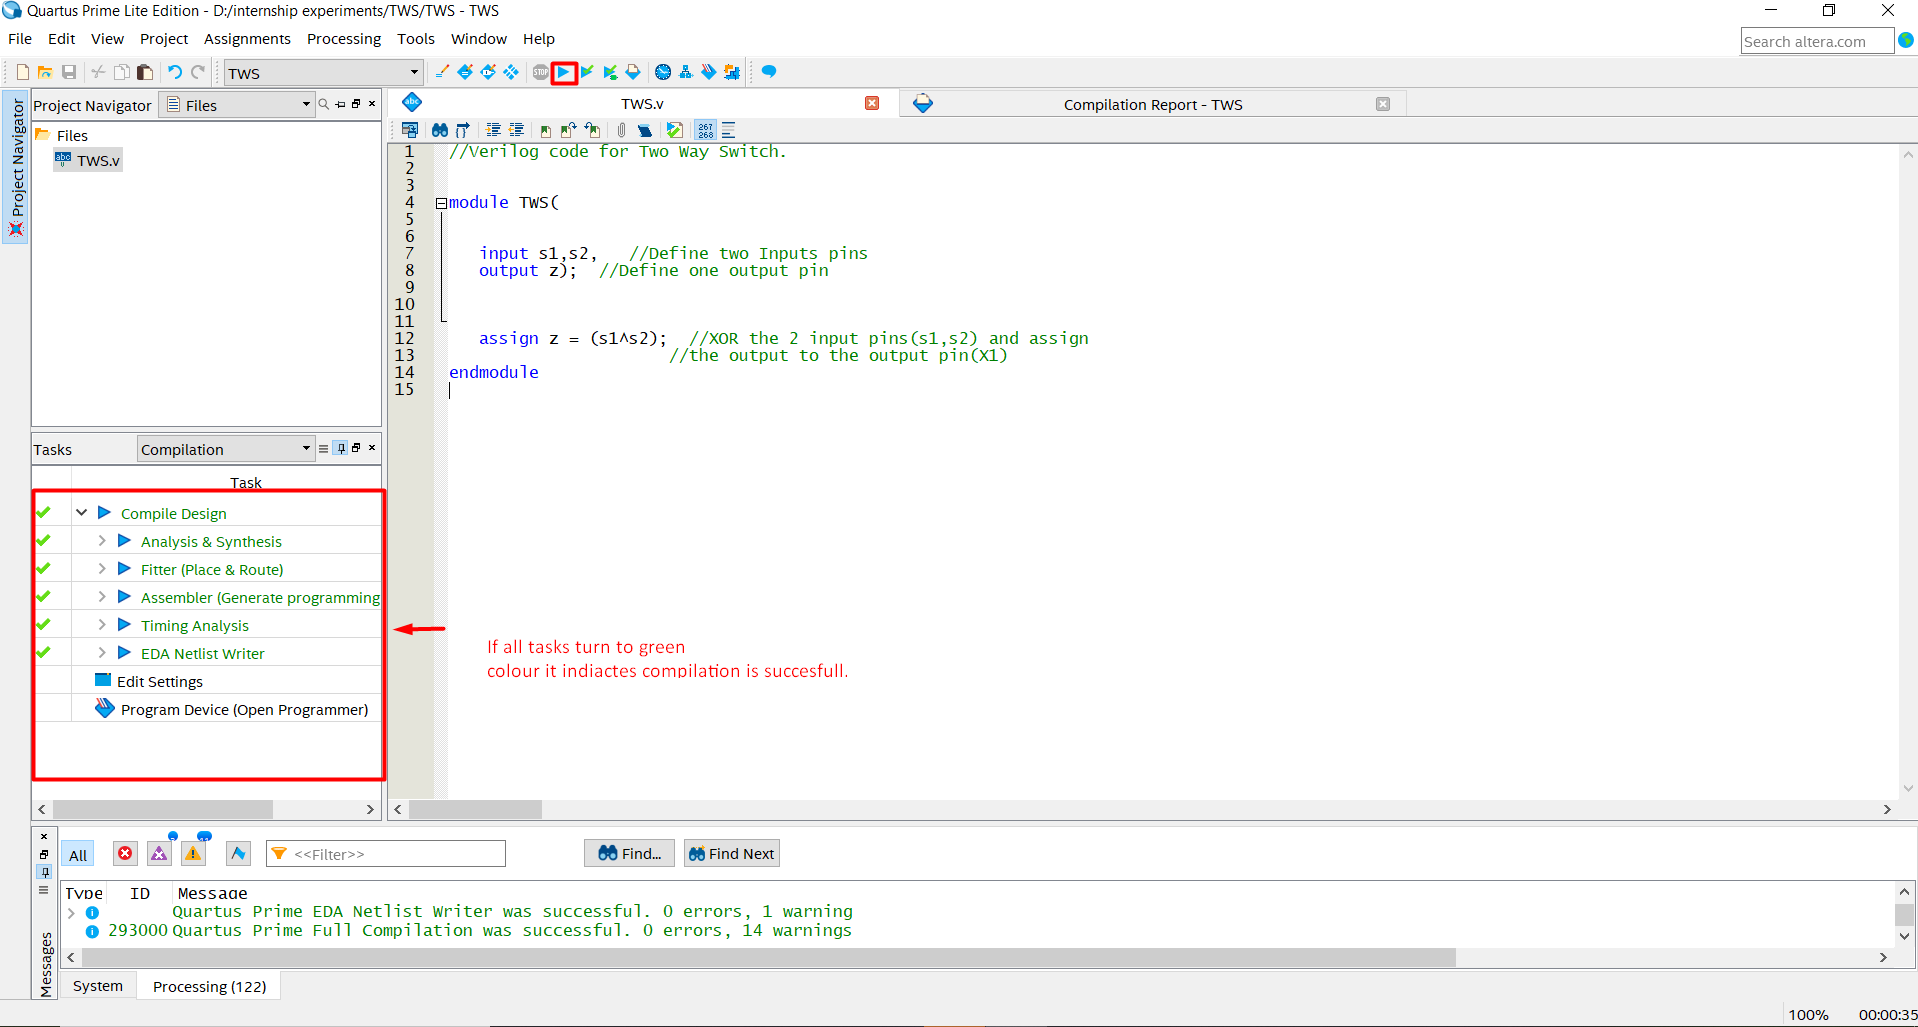 Quartus Prime Lite Edition - D:/internship experiments/TWS/TWS - TWS
File Edit View Project Assignments Processing Tools Window Help
Search altera.com
TWS
STOP
Project Navigator
Project Navigator Files
Files
TWS.v
abc TWS.v
Compilation Report - TWS
267
268
1 //Verilog code for Two Way Switch.
2
3
4 module TWS(
5
6
7 input s1,s2, //Define two Inputs pins
8 output z); //Define one output pin
9
10
11
12 assign z = (s1^s2); //XOR the 2 input pins(s1,s2) and assign
13 //the output to the output pin(X1)
14 endmodule
15
Tasks Compilation
Task
Compile Design
Analysis & Synthesis
Fitter (Place & Route)
Assembler (Generate programming
Timing Analysis
EDA Netlist Writer
Edit Settings
Program Device (Open Programmer)
If all tasks turn to green
colour it indiactes compilation is succesfull.
Messages
All <<Filter>> Find... Find Next
Type ID Message
Quartus Prime EDA Netlist Writer was successful. 0 errors, 1 warning
293000 Quartus Prime Full Compilation was successful. 0 errors, 14 warnings
System Processing (122)
100% 00:00:35